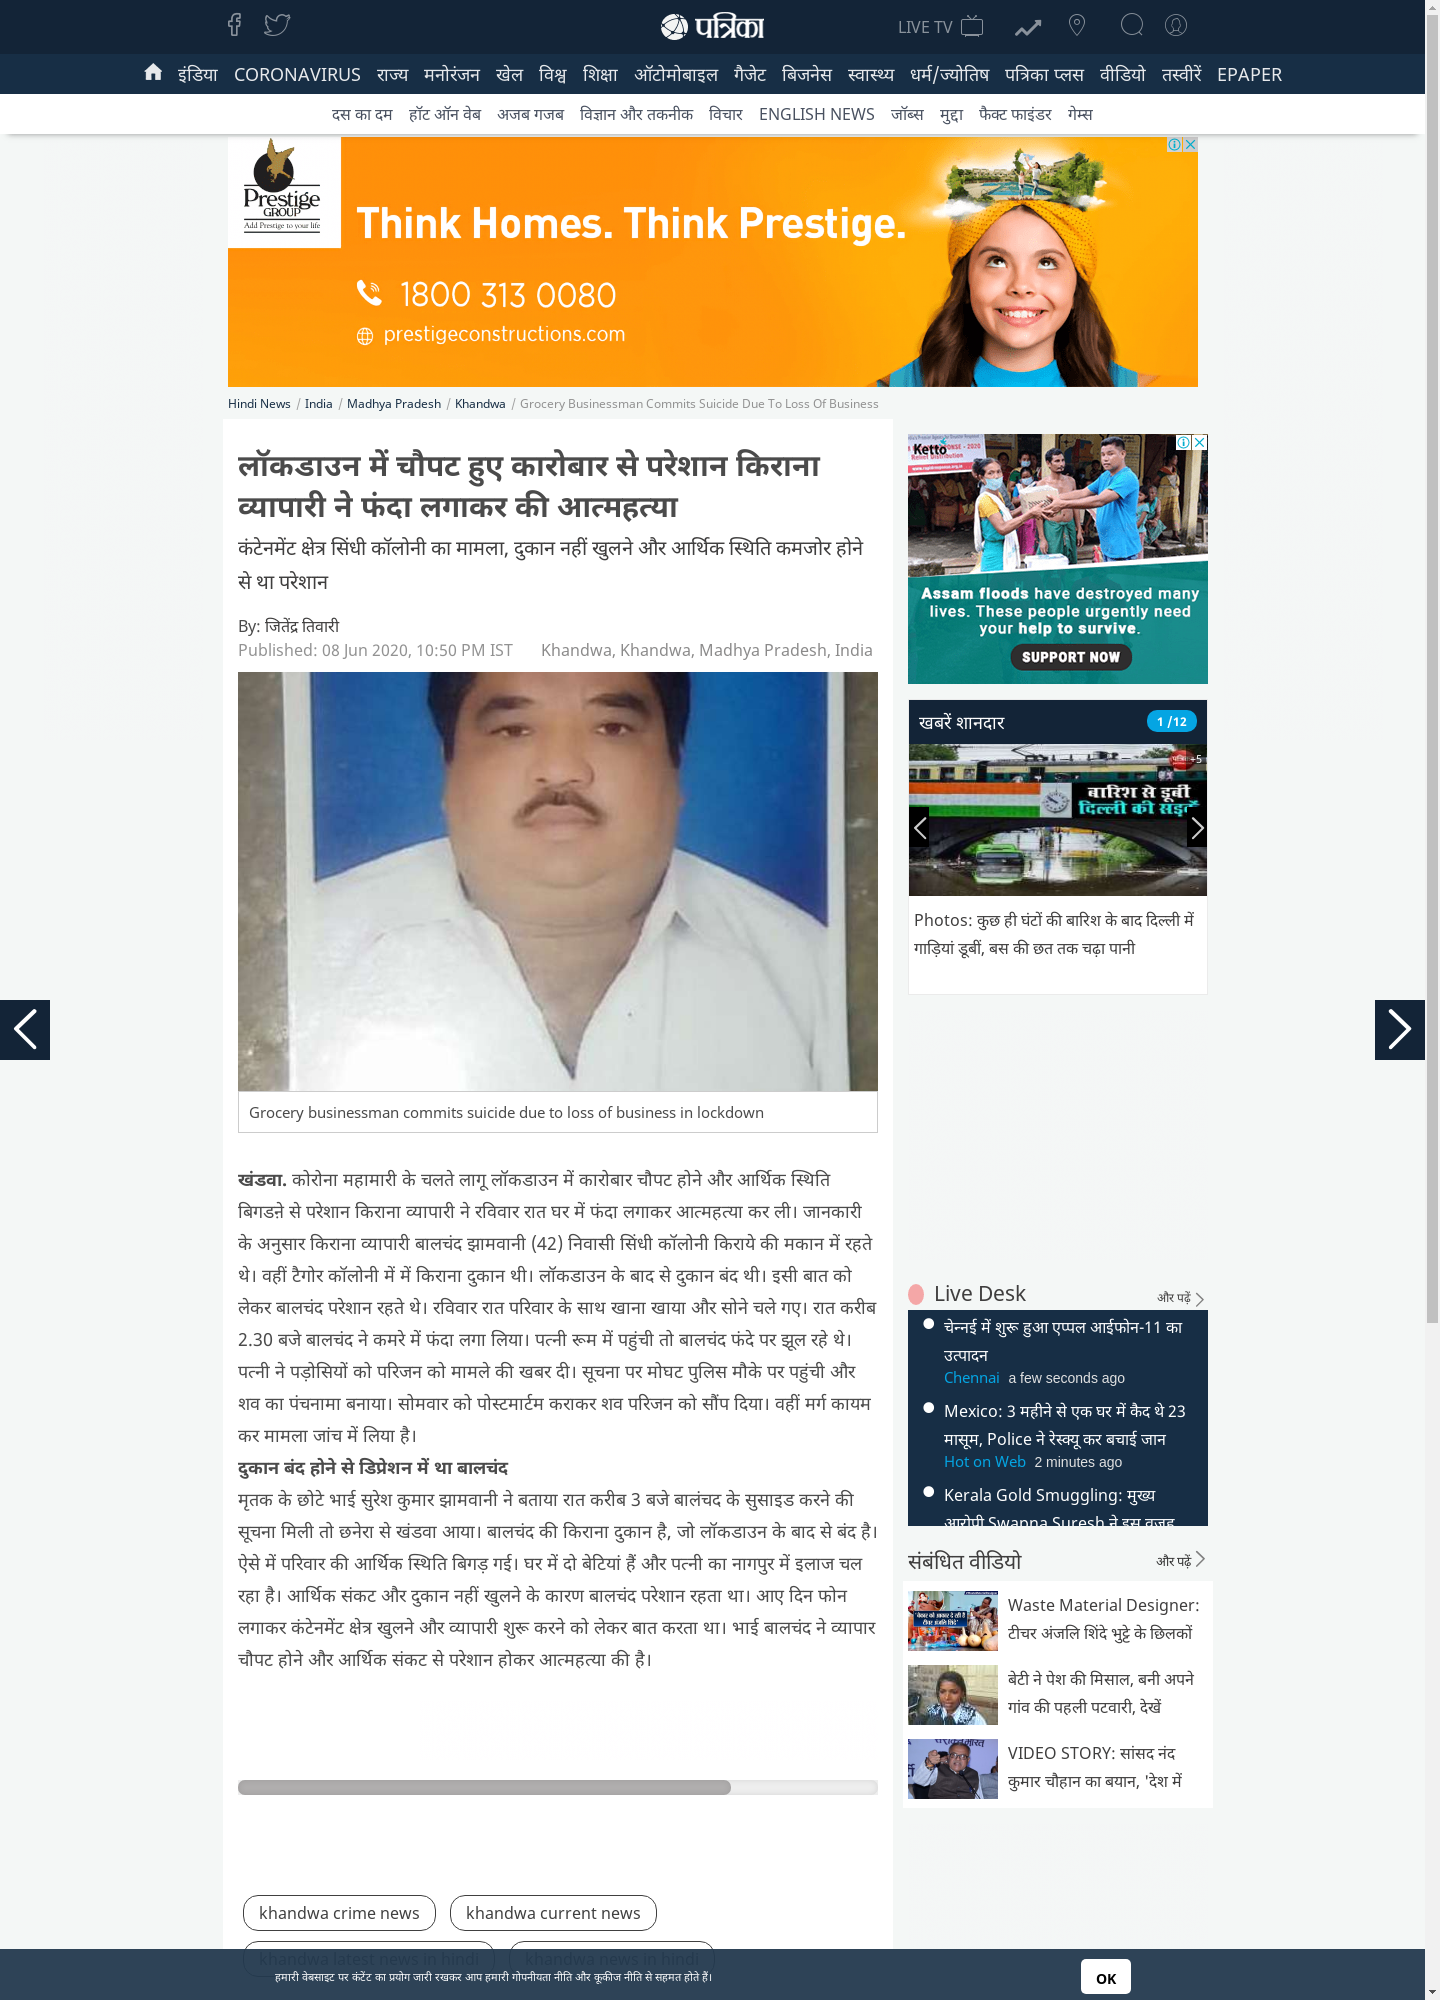 पत्रिका
LIVE TV
इंडिया CORONAVIRUS राज्य मनोरंजन खेल विश्व शिक्षा ऑटोमोबाइल गैजेट बिजनेस स्वास्थ्य धर्म/ज्योतिष पत्रिका प्लस वीडियो तस्वीरें EPAPER
दस का दम हॉट ऑन वेब अजब गजब विज्ञान और तकनीक विचार ENGLISH NEWS जॉब्स मुद्दा फैक्ट फाइंडर गेम्स
Prestige
GROUP
Add Prestige to your life
Think Homes. Think Prestige.
1800 313 0080
prestigeconstructions.com
Hindi News / India / Madhya Pradesh / Khandwa / Grocery Businessman Commits Suicide Due To Loss Of Business
लॉकडाउन में चौपट हुए कारोबार से परेशान किराना
व्यापारी ने फंदा लगाकर की आत्महत्या
कंटेनमेंट क्षेत्र सिंधी कॉलोनी का मामला, दुकान नहीं खुलने और आर्थिक स्थिति कमजोर होने
से था परेशान
By: जितेंद्र तिवारी
Published: 08 Jun 2020, 10:50 PM IST Khandwa, Khandwa, Madhya Pradesh, India
Grocery businessman commits suicide due to loss of business in lockdown
खंडवा. कोरोना महामारी के चलते लागू लॉकडाउन में कारोबार चौपट होने और आर्थिक स्थिति
बिगडऩे से परेशान किराना व्यापारी ने रविवार रात घर में फंदा लगाकर आत्महत्या कर ली। जानकारी
के अनुसार किराना व्यापारी बालचंद झामवानी (42) निवासी सिंधी कॉलोनी किराये की मकान में रहते
थे। वहीं टैगोर कॉलोनी में में किराना दुकान थी। लॉकडाउन के बाद से दुकान बंद थी। इसी बात को
लेकर बालचंद परेशान रहते थे। रविवार रात परिवार के साथ खाना खाया और सोने चले गए। रात करीब
2.30 बजे बालचंद ने कमरे में फंदा लगा लिया। पत्नी रूम में पहुंची तो बालचंद फंदे पर झूल रहे थे।
पत्नी ने पड़ोसियों को परिजन को मामले की खबर दी। सूचना पर मोघट पुलिस मौके पर पहुंची और
शव का पंचनामा बनाया। सोमवार को पोस्टमार्टम कराकर शव परिजन को सौंप दिया। वहीं मर्ग कायम
कर मामला जांच में लिया है।
दुकान बंद होने से डिप्रेशन में था बालचंद
मृतक के छोटे भाई सुरेश कुमार झामवानी ने बताया रात करीब 3 बजे बालंचद के सुसाइड करने की
सूचना मिली तो छनेरा से खंडवा आया। बालचंद की किराना दुकान है, जो लॉकडाउन के बाद से बंद है।
ऐसे में परिवार की आर्थिक स्थिति बिगड़ गई। घर में दो बेटियां हैं और पत्नी का नागपुर में इलाज चल
रहा है। आर्थिक संकट और दुकान नहीं खुलने के कारण बालचंद परेशान रहता था। आए दिन फोन
लगाकर कंटेनमेंट क्षेत्र खुलने और व्यापारी शुरू करने को लेकर बात करता था। भाई बालचंद ने व्यापार
चौपट होने और आर्थिक संकट से परेशान होकर आत्महत्या की है।
khandwa crime news khandwa current news
khandwa latest news in hindi khandwa news in hindi
Ketto
Assam floods have destroyed many
lives. These people urgently need
your help to survive.
SUPPORT NOW
खबरें शानदार 1 /12
+5
बारिश से डूबी
दिल्ली की सड़कें
Photos: कुछ ही घंटों की बारिश के बाद दिल्ली में
गाड़ियां डूबीं, बस की छत तक चढ़ा पानी
Live Desk और पढ़ें
चेन्नई में शुरू हुआ एप्पल आईफोन-11 का
उत्पादन
Chennai a few seconds ago
Mexico: 3 महीने से एक घर में कैद थे 23
मासूम, Police ने रेस्क्यू कर बचाई जान
Hot on Web 2 minutes ago
Kerala Gold Smuggling: मुख्य
आरोपी Swapna Suresh ने इस वजह
संबंधित वीडियो और पढ़ें
Waste Material Designer:
टीचर अंजलि शिंदे भुट्टे के छिलकों
बेटी ने पेश की मिसाल, बनी अपने
गांव की पहली पटवारी, देखें
VIDEO STORY: सांसद नंद
कुमार चौहान का बयान, 'देश में
हमारी वेबसाइट पर कंटेंट का प्रयोग जारी रखकर आप हमारी गोपनीयता नीति और कूकीज नीति से सहमत होते हैं।
OK